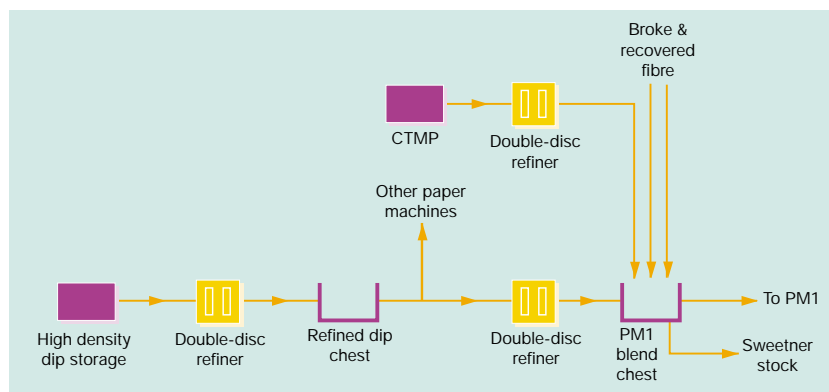 Broke &
recovered
fibre
CTMP
Double-disc
refiner
Other paper
machines
High density
dip storage
Double-disc
refiner
Refined dip
chest
Double-disc
refiner
PM1
blend
chest
To PM1
Sweetner
stock